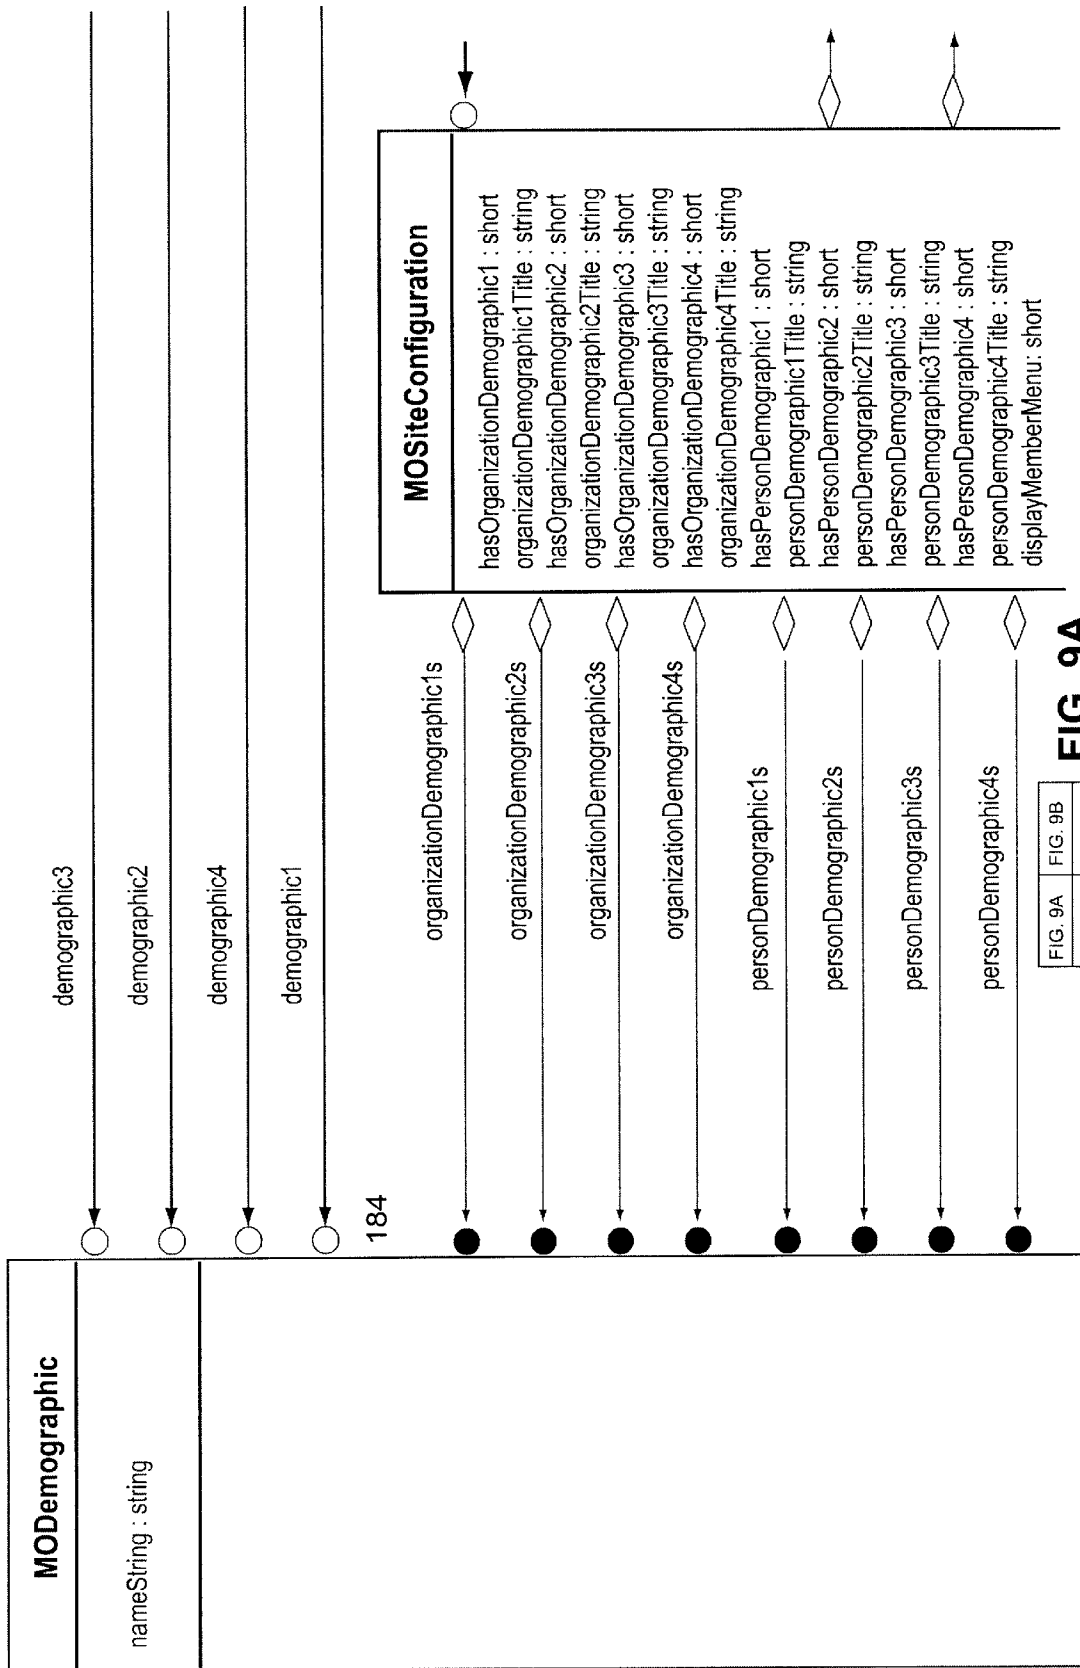 MODemographic
nameString : string
demographic3
demographic2
demographic4
demographic1
184
organizationDemographic1s
organizationDemographic2s
organizationDemographic3s
organizationDemographic4s
personDemographic1s
personDemographic2s
personDemographic3s
personDemographic4s
MOSiteConfiguration
hasOrganizationDemographic1 : short
organizationDemographic1Title : string
hasOrganizationDemographic2 : short
organizationDemographic2Title : string
hasOrganizationDemographic3 : short
organizationDemographic3Title : string
hasOrganizationDemographic4 : short
organizationDemographic4Title : string
hasPersonDemographic1 : short
personDemographic1Title : string
hasPersonDemographic2 : short
personDemographic2Title : string
hasPersonDemographic3 : short
personDemographic3Title : string
hasPersonDemographic4 : short
personDemographic4Title : string
displayMemberMenu: short
FIG. 9A FIG. 9B
FIG. 9A